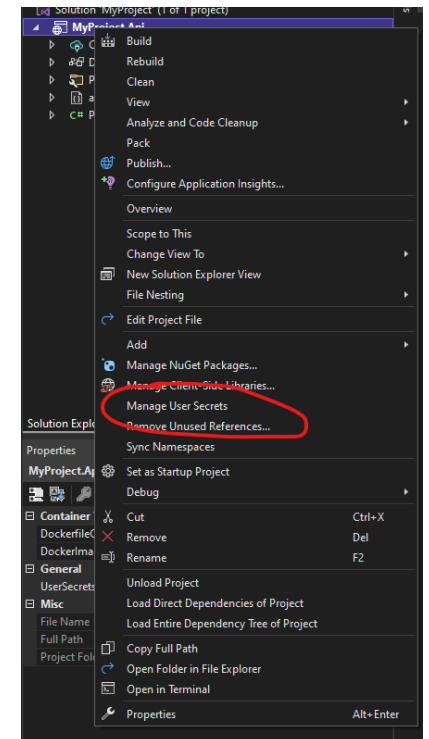 Solution 'MyProject' (1 of 1 project)
MyProject.Api
Build
Rebuild
Clean
View
Analyze and Code Cleanup
Pack
Publish...
Configure Application Insights...
Overview
Scope to This
Change View To
New Solution Explorer View
File Nesting
Edit Project File
Add
Manage NuGet Packages...
Manage Client-Side Libraries...
Manage User Secrets
Remove Unused References...
Sync Namespaces
Set as Startup Project
Debug
Cut Ctrl+X
Remove Del
Rename F2
Unload Project
Load Direct Dependencies of Project
Load Entire Dependency Tree of Project
Copy Full Path
Open Folder in File Explorer
Open in Terminal
Properties Alt+Enter
C
D
P
a
C# P
Solution Explo
Properties
MyProject.Ap
Container
DockerfileC
DockerIma
General
UserSecrets
Misc
File Name
Full Path
Project Fol